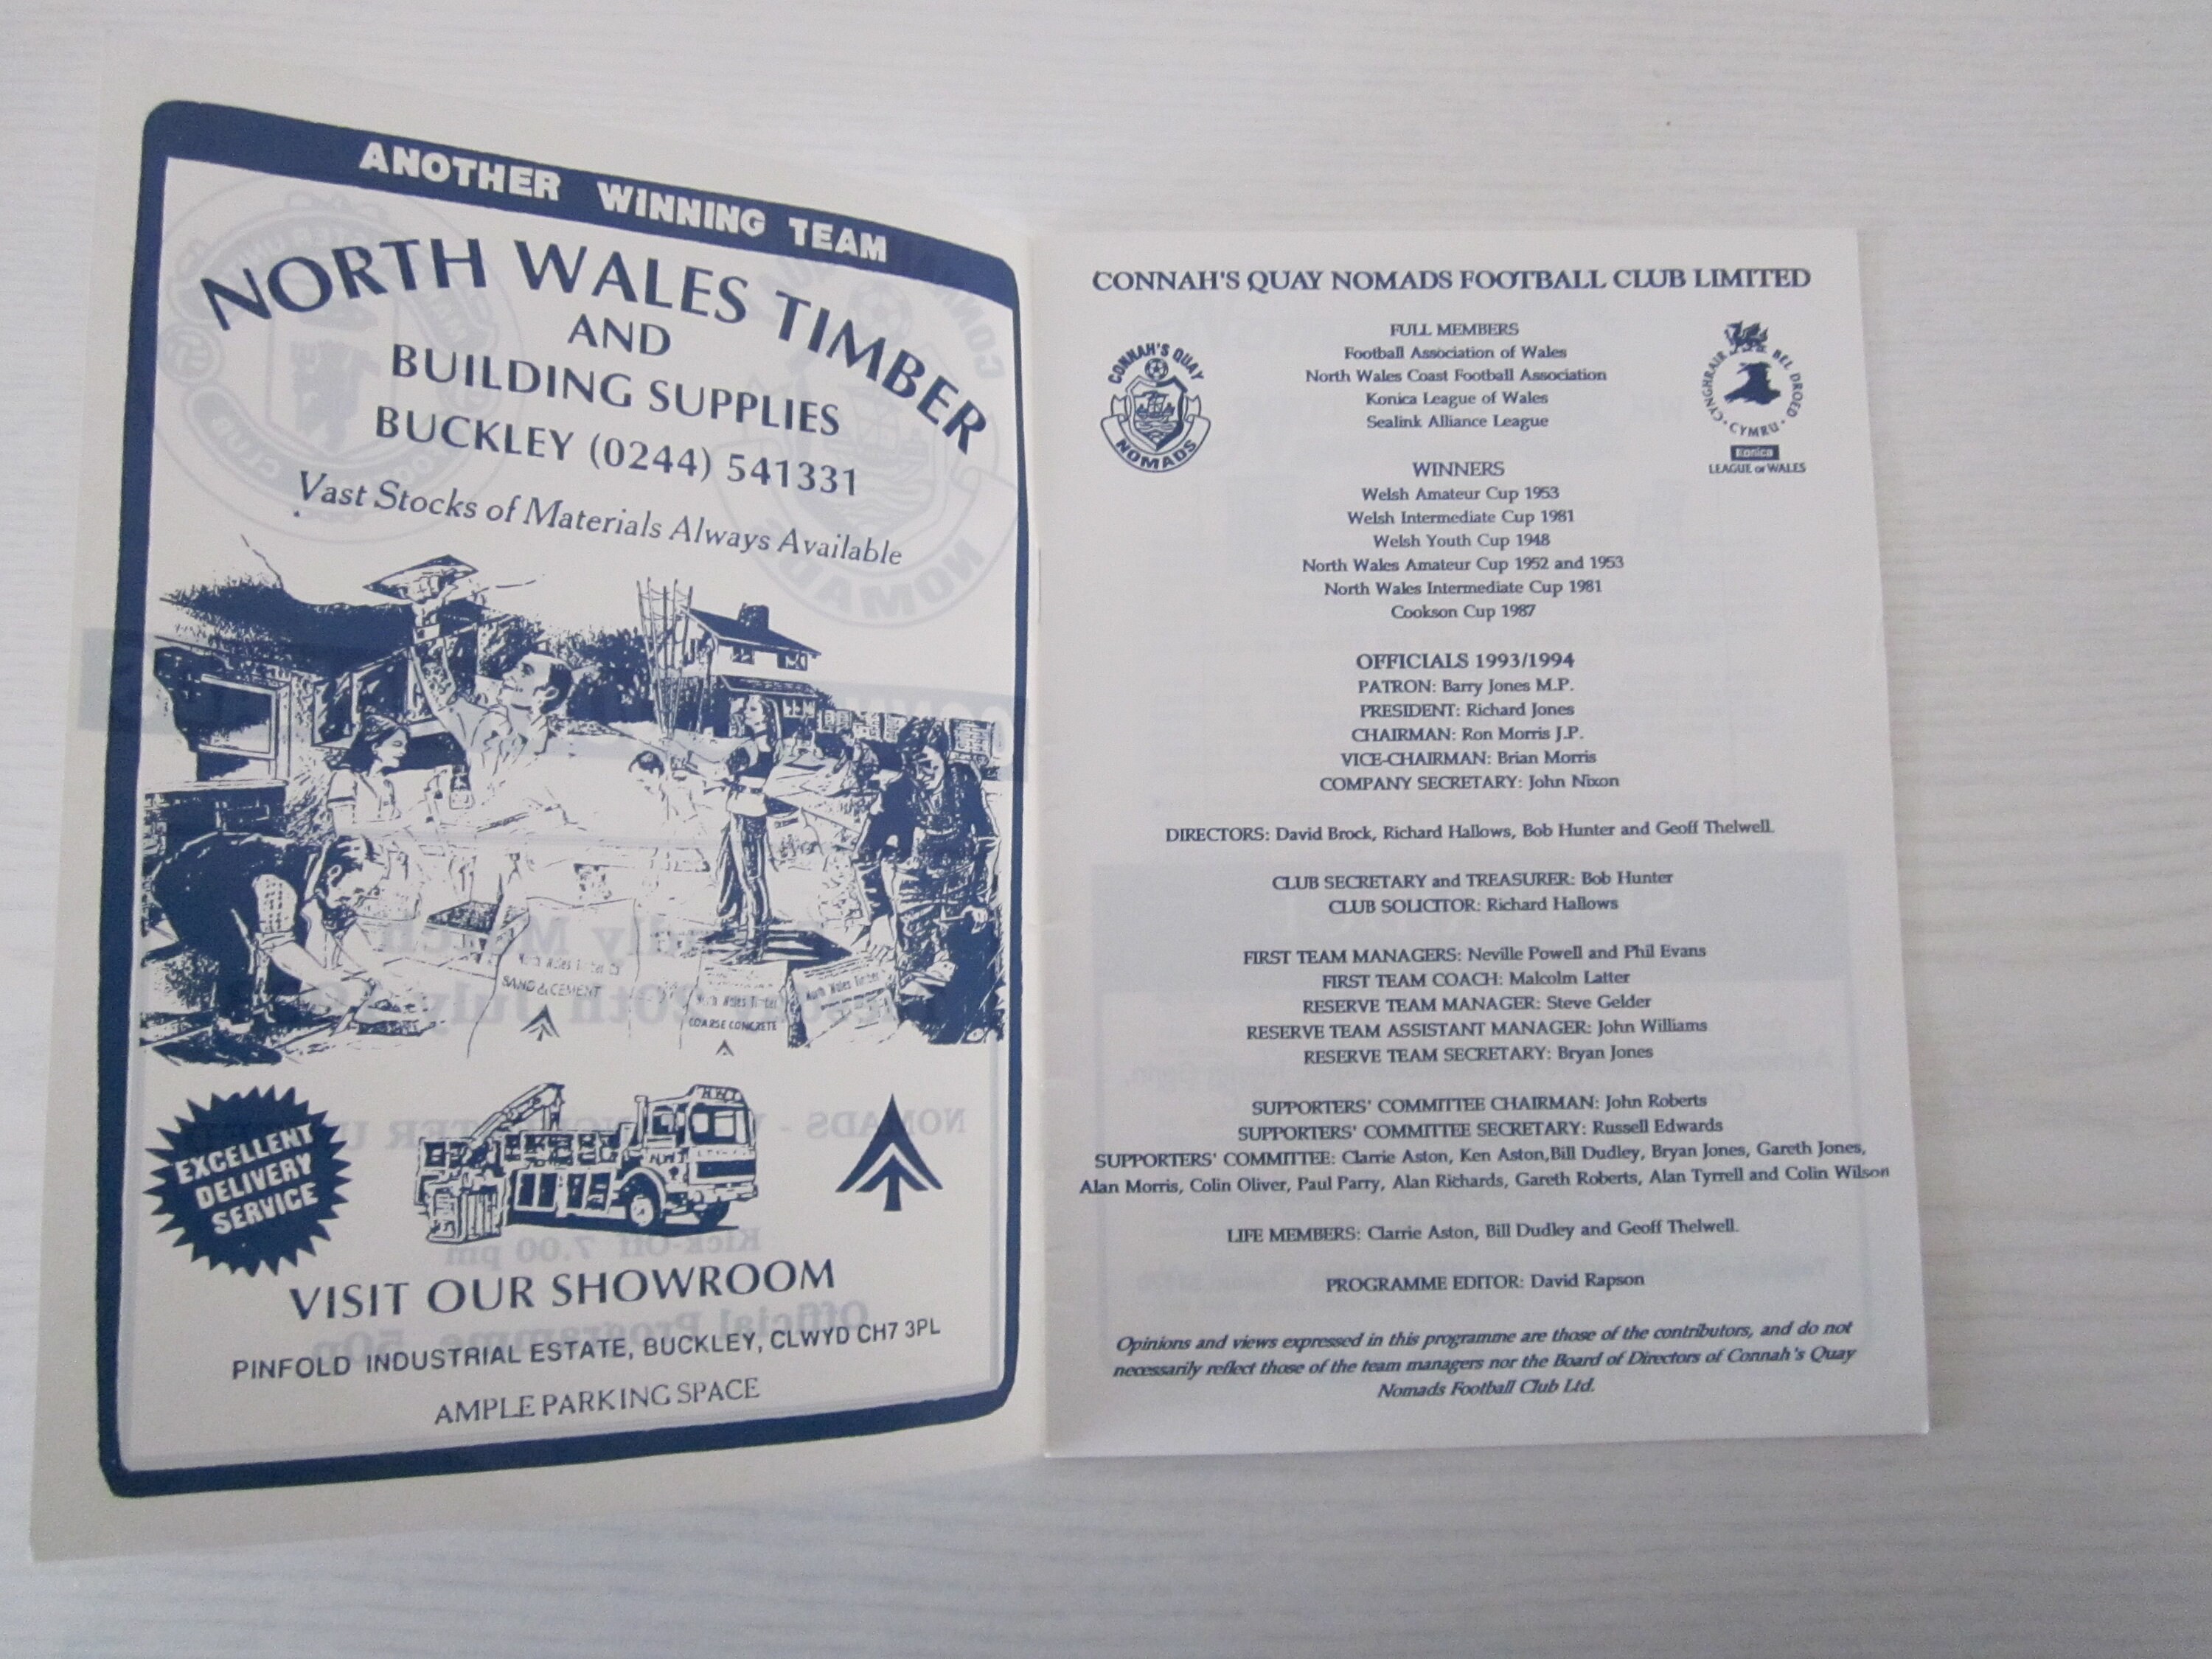 ANOTHER WINNING TEAM
NORTH WALES TIMBER
AND
BUILDING SUPPLIES
BUCKLEY (0244) 541331
Vast Stocks of Materials Always Available
SAND & CEMENT
North Wales Timber
COARSE CONCRETE
North Wales Timber
N.W.T
N.W.T
EXCELLENT
DELIVERY
SERVICE
VISIT OUR SHOWROOM
PINFOLD INDUSTRIAL ESTATE, BUCKLEY, CLWYD CH7 3PL
AMPLE PARKING SPACE
CONNAH'S QUAY NOMADS FOOTBALL CLUB LIMITED
CONNAH'S QUAY
NOMADS
CYNGHRAIR BEL DROED
· CYMRU ·
Konica
LEAGUE OF WALES
FULL MEMBERS
Football Association of Wales
North Wales Coast Football Association
Konica League of Wales
Sealink Alliance League
WINNERS
Welsh Amateur Cup 1953
Welsh Intermediate Cup 1981
Welsh Youth Cup 1948
North Wales Amateur Cup 1952 and 1953
North Wales Intermediate Cup 1981
Cookson Cup 1987
OFFICIALS 1993/1994
PATRON: Barry Jones M.P.
PRESIDENT: Richard Jones
CHAIRMAN: Ron Morris J.P.
VICE-CHAIRMAN: Brian Morris
COMPANY SECRETARY: John Nixon
DIRECTORS: David Brock, Richard Hallows, Bob Hunter and Geoff Thelwell.
CLUB SECRETARY and TREASURER: Bob Hunter
CLUB SOLICITOR: Richard Hallows
FIRST TEAM MANAGERS: Neville Powell and Phil Evans
FIRST TEAM COACH: Malcolm Latter
RESERVE TEAM MANAGER: Steve Gelder
RESERVE TEAM ASSISTANT MANAGER: John Williams
RESERVE TEAM SECRETARY: Bryan Jones
SUPPORTERS' COMMITTEE CHAIRMAN: John Roberts
SUPPORTERS' COMMITTEE SECRETARY: Russell Edwards
SUPPORTERS' COMMITTEE: Clarrie Aston, Ken Aston,Bill Dudley, Bryan Jones, Gareth Jones,
Alan Morris, Colin Oliver, Paul Parry, Alan Richards, Gareth Roberts, Alan Tyrrell and Colin Wilson
LIFE MEMBERS: Clarrie Aston, Bill Dudley and Geoff Thelwell.
PROGRAMME EDITOR: David Rapson
Opinions and views expressed in this programme are those of the contributors, and do not
necessarily reflect those of the team managers nor the Board of Directors of Connah's Quay
Nomads Football Club Ltd.